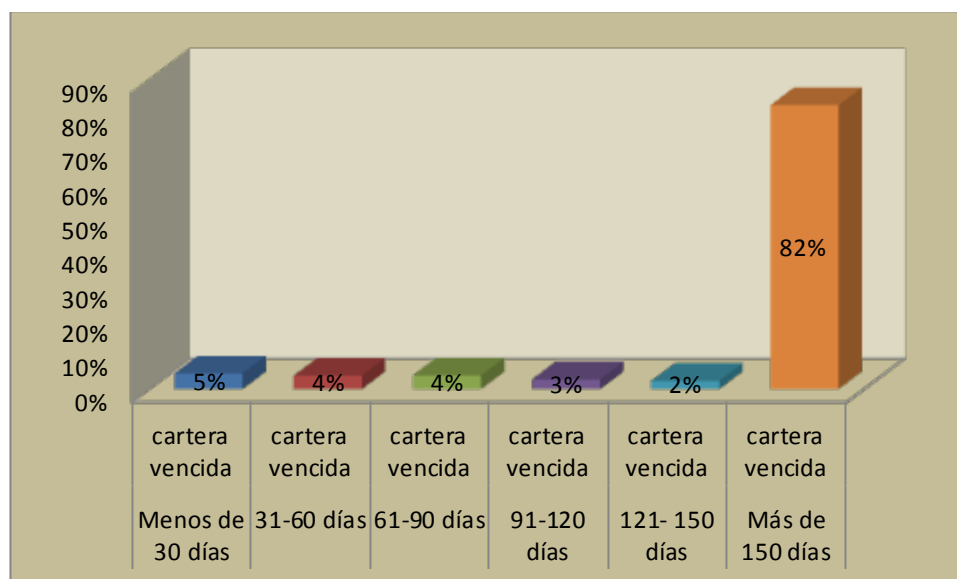 90%
80%
70%
60%
50%
40%
30%
20%
10%
0%
5%
4%
4%
3%
2%
82%
cartera
vencida
cartera
vencida
cartera
vencida
cartera
vencida
cartera
vencida
cartera
vencida
Menos de
30 días
31-60 días
61-90 días
91-120
días
121- 150
días
Más de
150 días